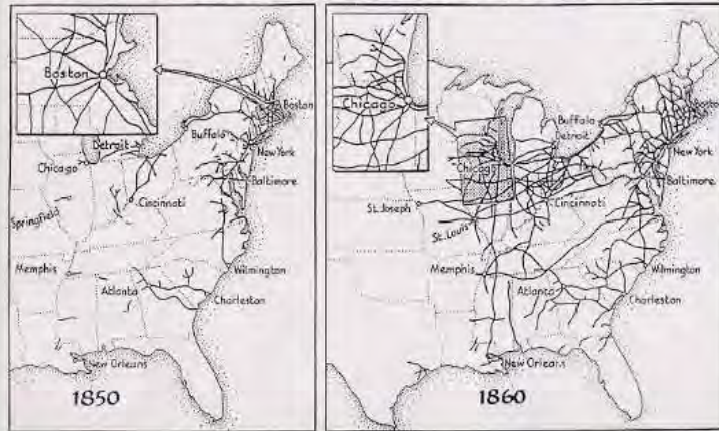 Boston
Boston
Detroit
Buffalo
New York
Chicago
Baltimore
Cincinnati
Springfield
Memphis
Wilmington
Atlanta
Charleston
New Orleans
1850
Chicago
Buffalo
Detroit
Boston
New York
Chicago
Baltimore
St. Joseph
Cincinnati
St. Louis
Memphis
Wilmington
Atlanta
Charleston
New Orleans
1860